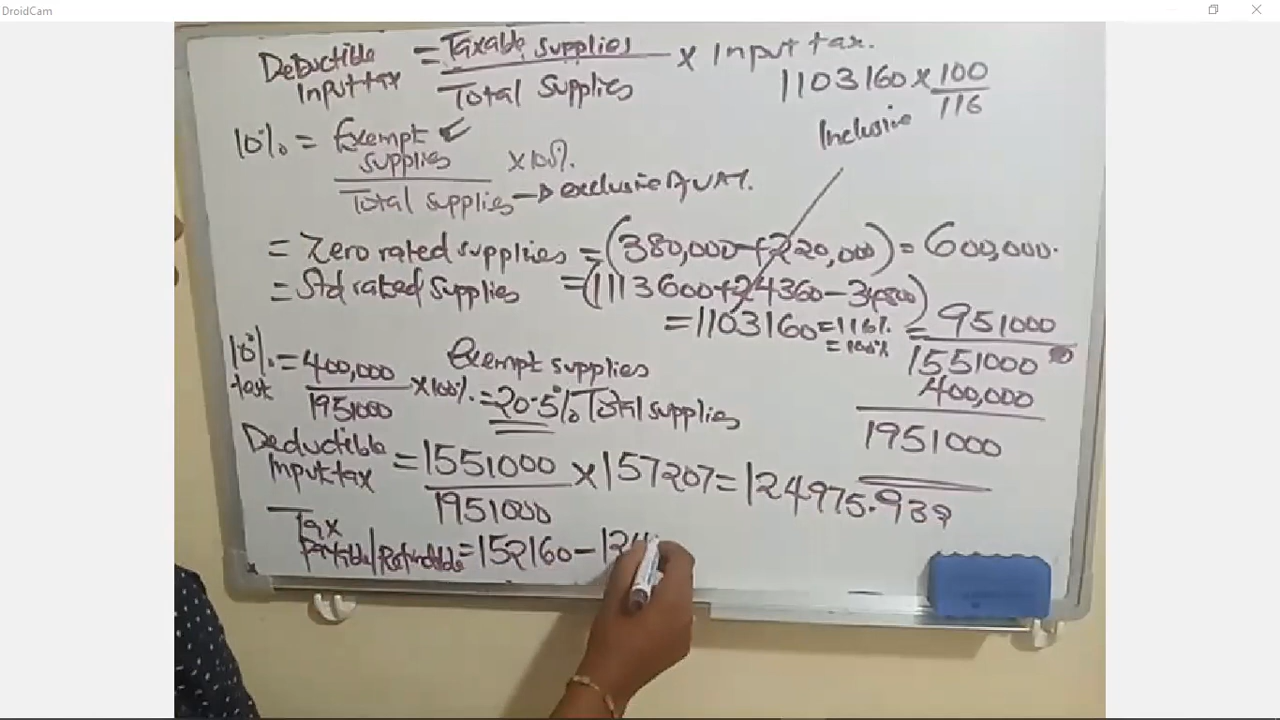 DroidCam
Deductible Input tax = Taxable Supplies / Total Supplies × Input tax.
1103160 × 100/116
Inclusive
10% = Exempt supplies / Total supplies → exclusive of VAT. × 100%
= Zero rated supplies = (380,000 + 220,000) = 600,000.
= Std rated Supplies = (1113600 + 24360 - 34800)
= 1103160 = 116% = 951000
= 100%
1551000
400,000
1951000
10% test = 400,000 / 1951000 × 100% = 20.5%
Exempt supplies
Total supplies
Deductible Input tax = 1551000 / 1951000 × 157207 = 124975.939
Tax Payable/Refundable = 152160 - 124